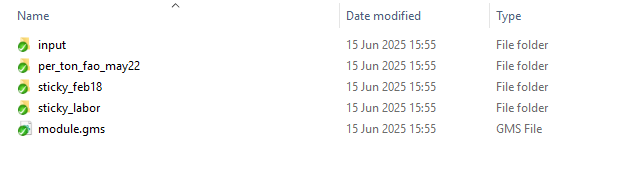 Name Date modified Type
input 15 Jun 2025 15:55 File folder
per_ton_fao_may22 15 Jun 2025 15:55 File folder
sticky_feb18 15 Jun 2025 15:55 File folder
sticky_labor 15 Jun 2025 15:55 File folder
module.gms 15 Jun 2025 15:55 GMS File